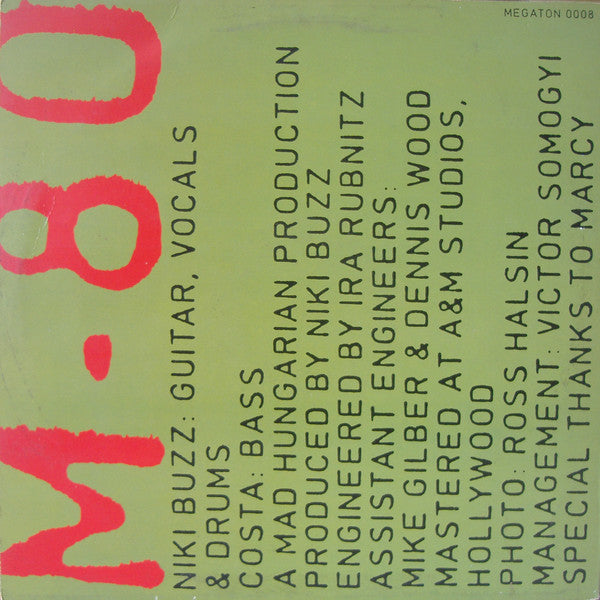 MEGATON 0008
M-80
NIKI BUZZ: GUITAR, VOCALS
& DRUMS
COSTA: BASS
A MAD HUNGARIAN PRODUCTION
PRODUCED BY NIKI BUZZ
ENGINEERED BY IRA RUBNITZ
ASSISTANT ENGINEERS:
MIKE GILBER & DENNIS WOOD
MASTERED AT A&M STUDIOS,
HOLLYWOOD
PHOTO: ROSS HALSIN
MANAGEMENT: VICTOR SOMOGYI
SPECIAL THANKS TO MARCY